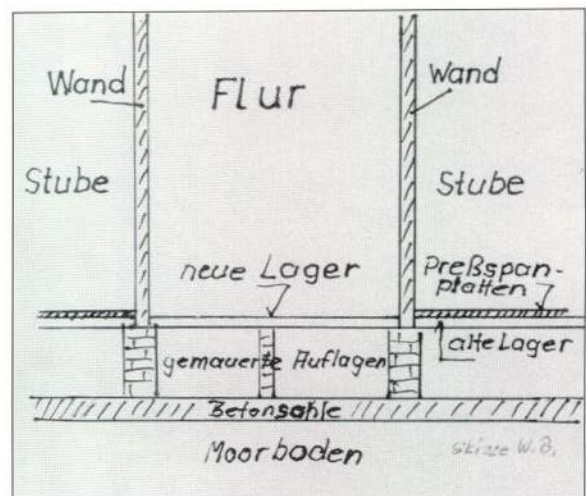 Wand
Flur
Wand
Stube
Stube
neue Lager
Preßspan-
platten
gemauerte Auflagen
alte Lager
Betonsohle
Moorboden
Skizze W. B.